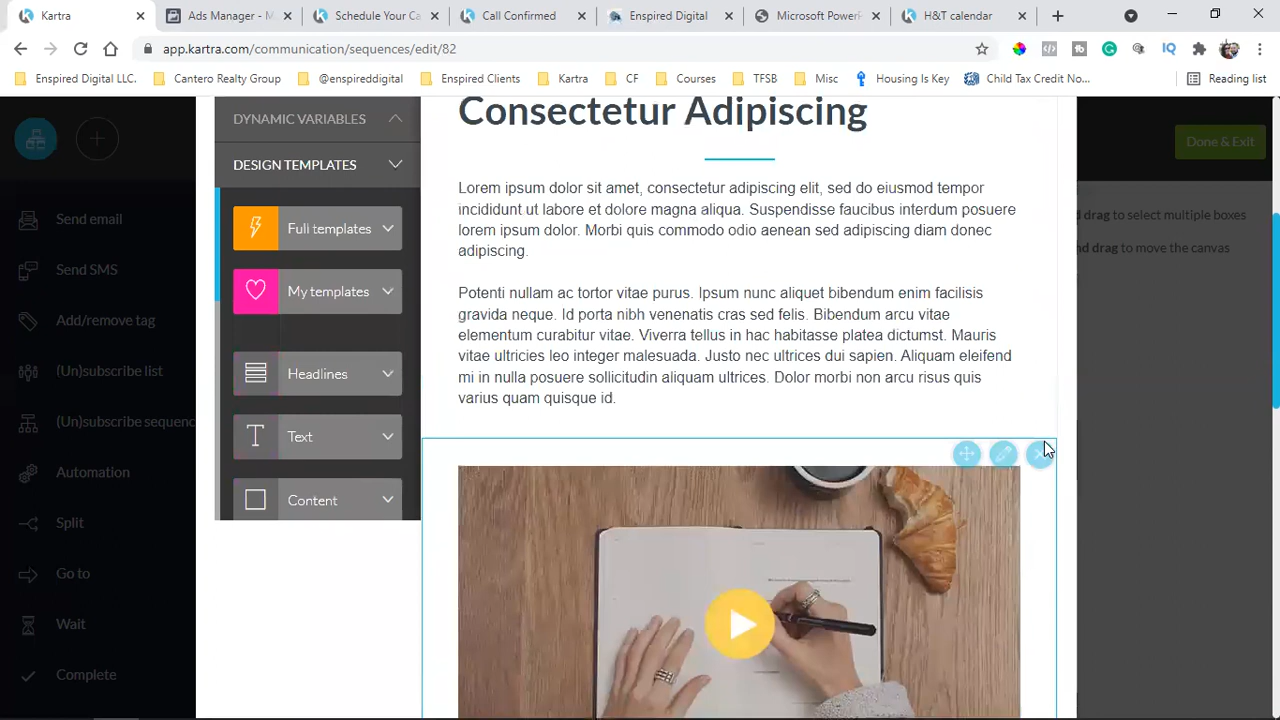 Kartra
Ads Manager - M
Schedule Your Ca
Call Confirmed
Enspired Digital
Microsoft Power
H&T calendar
app.kartra.com/communication/sequences/edit/82
Enspired Digital LLC.
Cantero Realty Group
@enspireddigital
Enspired Clients
Kartra
CF
Courses
TFSB
Misc
Housing Is Key
Child Tax Credit No...
Reading list
Done & Exit
Send email
Send SMS
Add/remove tag
(Un)subscribe list
(Un)subscribe sequenc
Automation
Split
Go to
Wait
Complete
DYNAMIC VARIABLES
DESIGN TEMPLATES
Full templates
My templates
Headlines
Text
Content
Consectetur Adipiscing
Lorem ipsum dolor sit amet, consectetur adipiscing elit, sed do eiusmod tempor
incididunt ut labore et dolore magna aliqua. Suspendisse faucibus interdum posuere
lorem ipsum dolor. Morbi quis commodo odio aenean sed adipiscing diam donec
adipiscing.
Potenti nullam ac tortor vitae purus. Ipsum nunc aliquet bibendum enim facilisis
gravida neque. Id porta nibh venenatis cras sed felis. Bibendum arcu vitae
elementum curabitur vitae. Viverra tellus in hac habitasse platea dictumst. Mauris
vitae ultricies leo integer malesuada. Justo nec ultrices dui sapien. Aliquam eleifend
mi in nulla posuere sollicitudin aliquam ultrices. Dolor morbi non arcu risus quis
varius quam quisque id.
d drag to select multiple boxes
nd drag to move the canvas